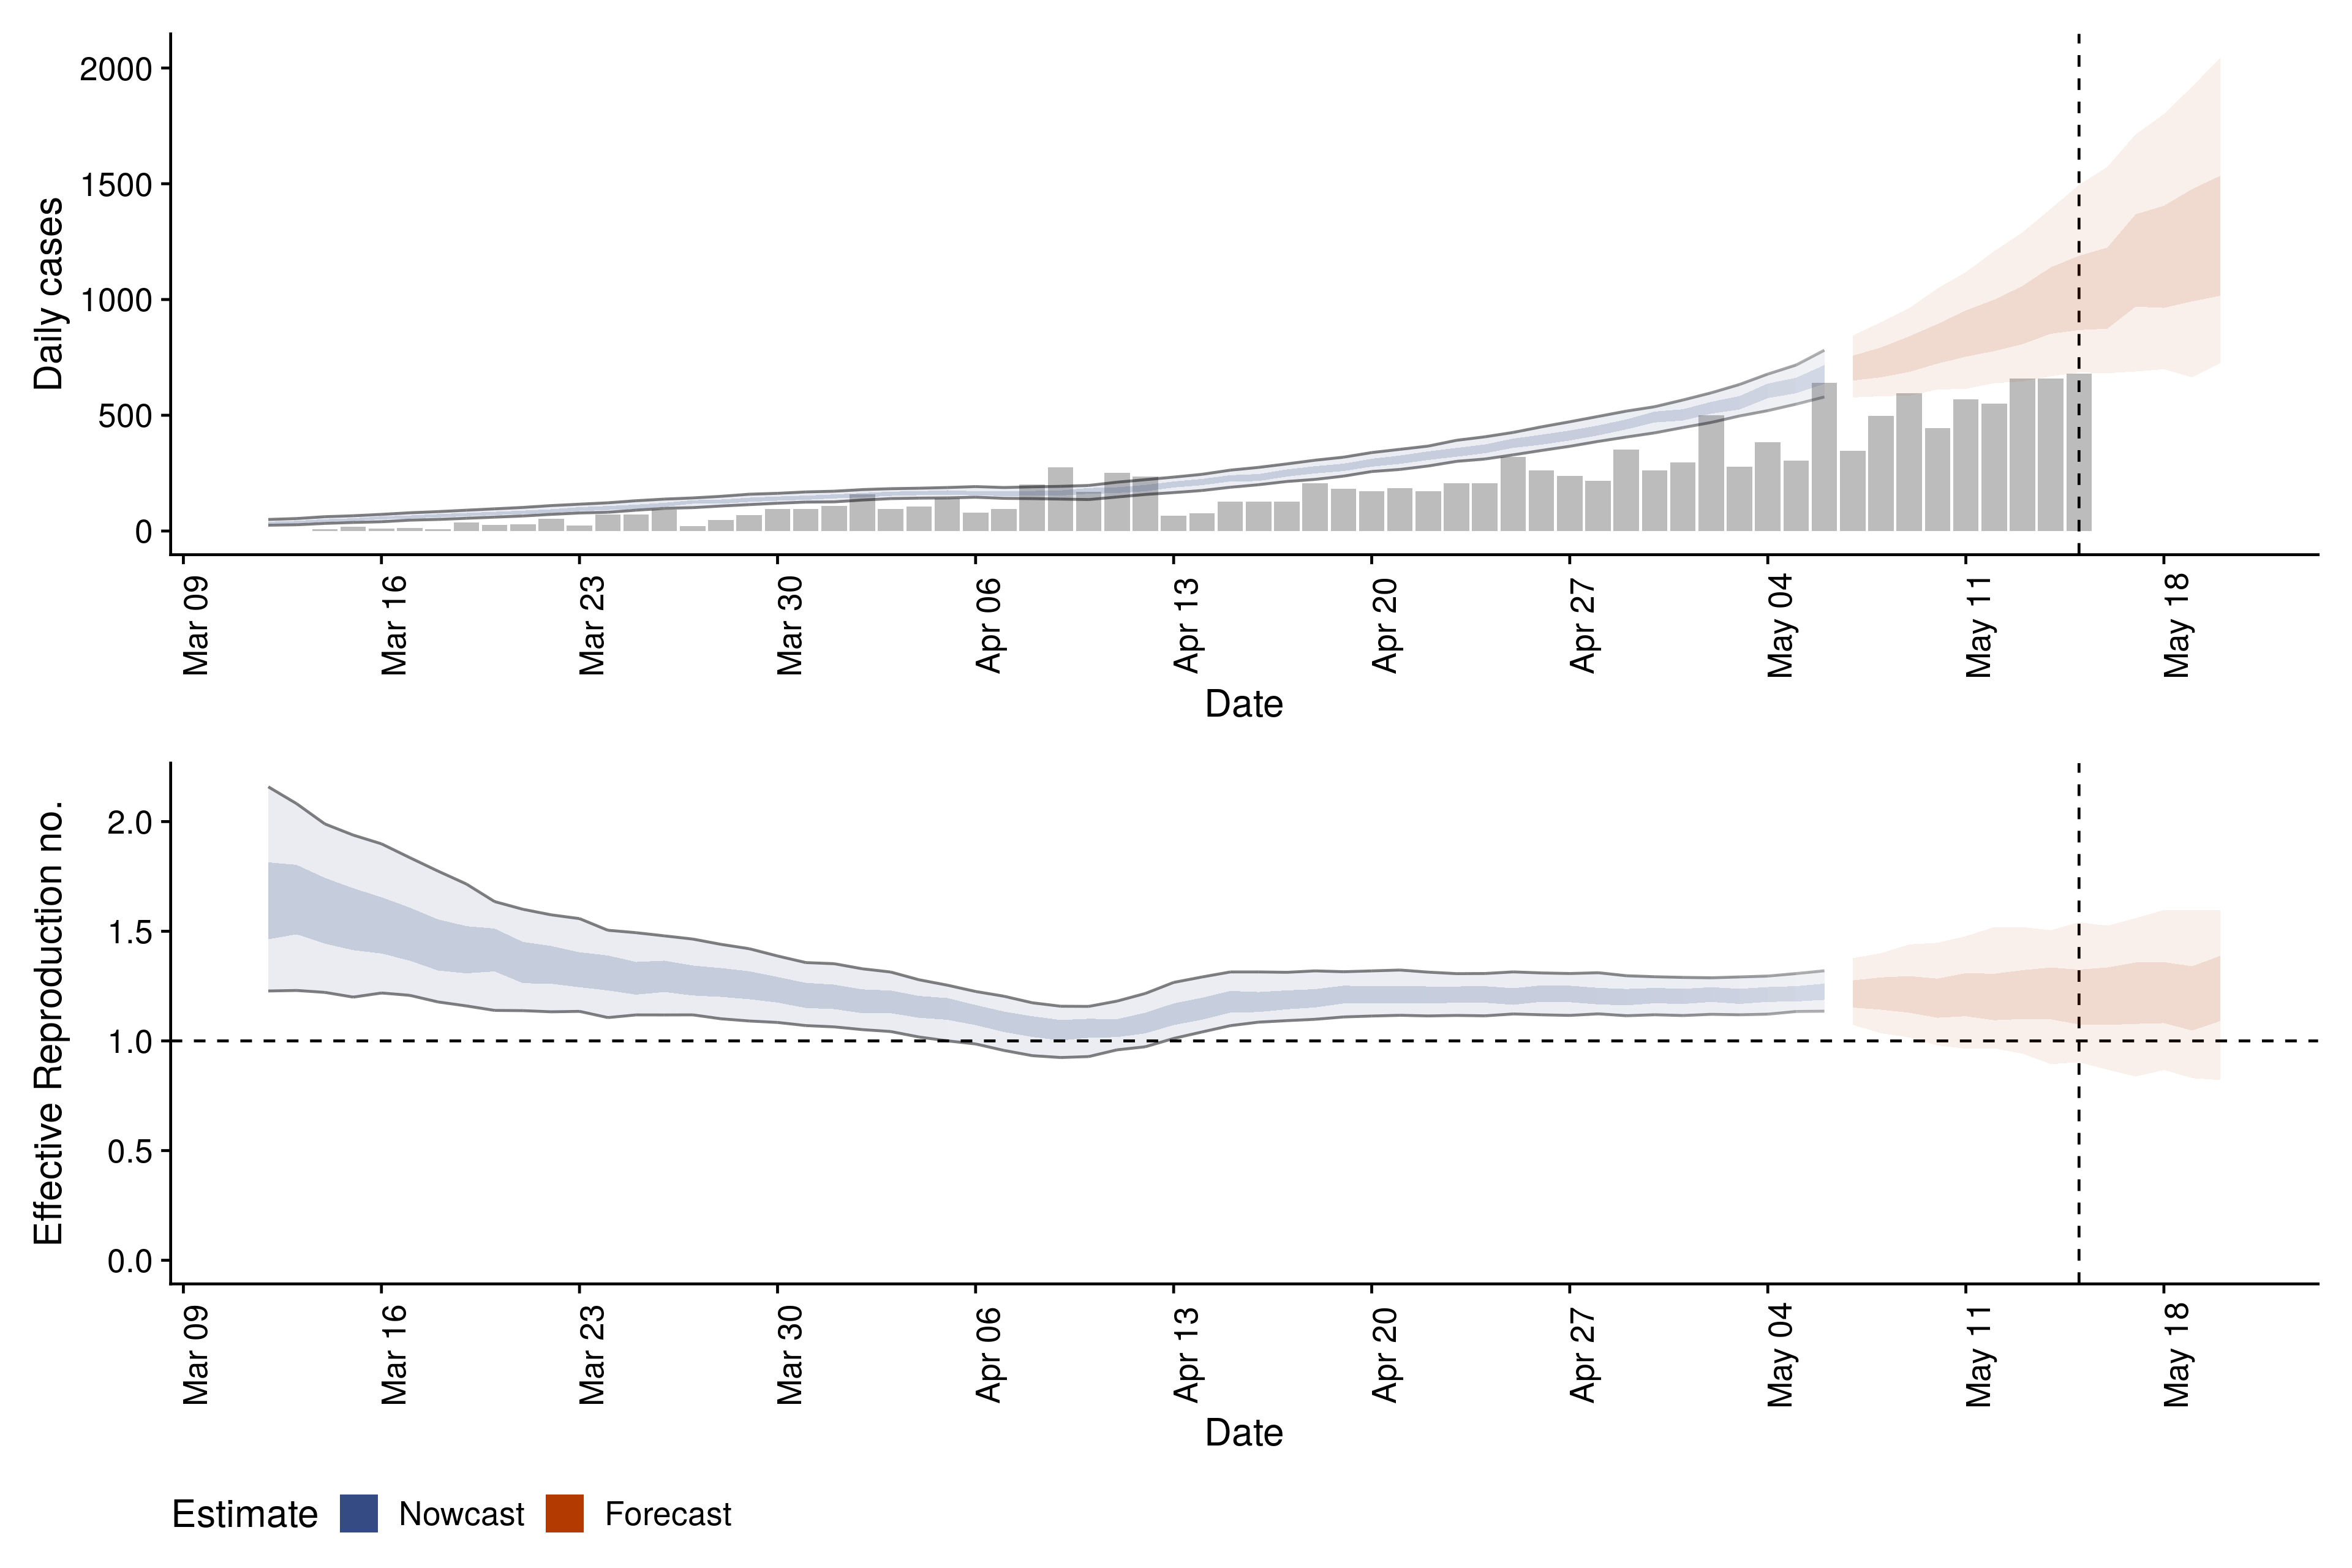 Daily cases
2000
1500
1000
500
0
Mar 09
Mar 16
Mar 23
Mar 30
Apr 06
Apr 13
Apr 20
Apr 27
May 04
May 11
May 18
Date
Effective Reproduction no.
2.0
1.5
1.0
0.5
0.0
Mar 09
Mar 16
Mar 23
Mar 30
Apr 06
Apr 13
Apr 20
Apr 27
May 04
May 11
May 18
Date
Estimate Nowcast Forecast